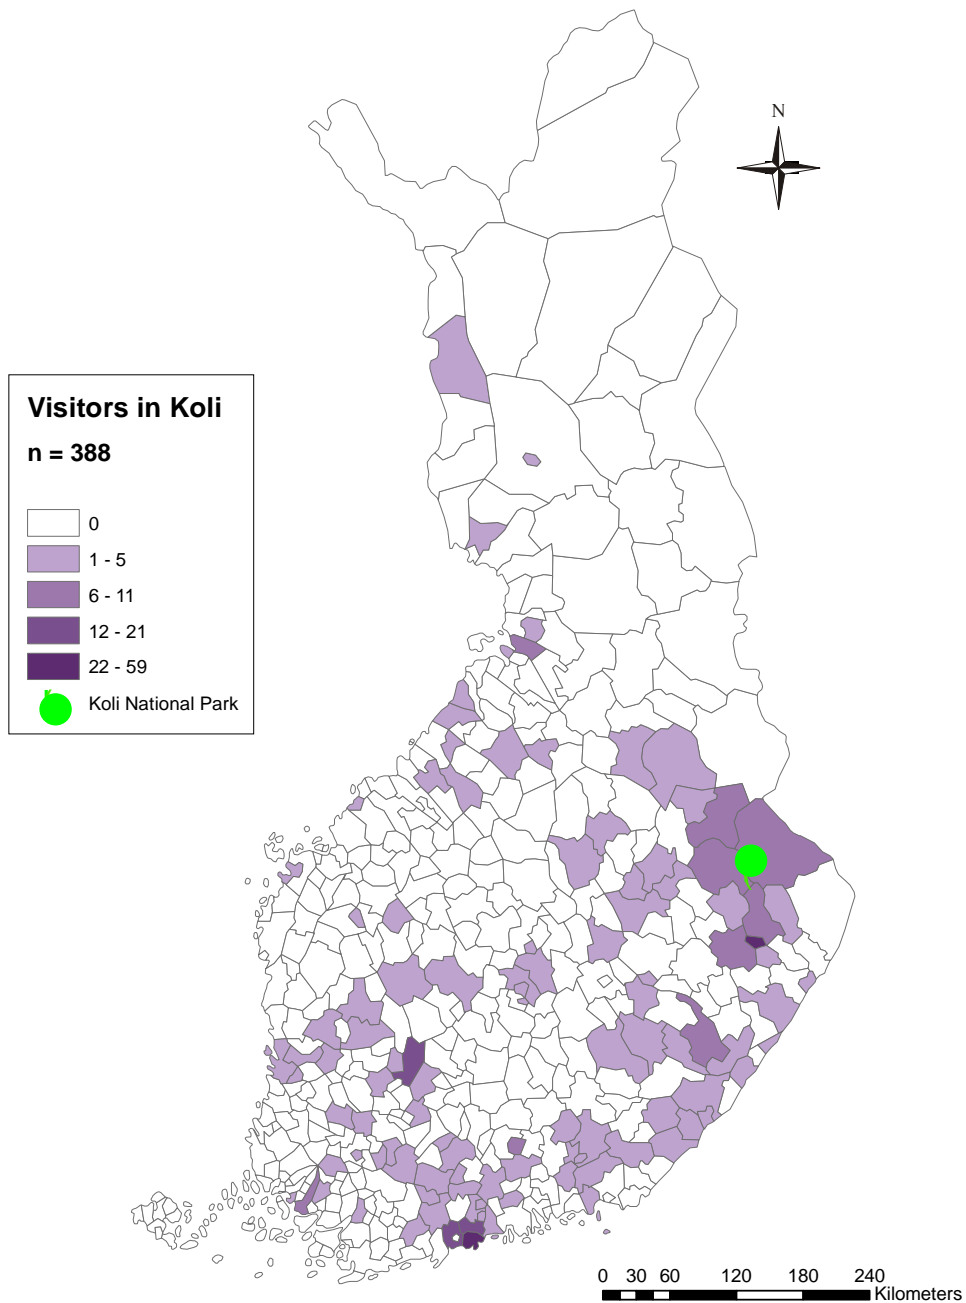 N
Visitors in Koli
n = 388
0
1 - 5
6 - 11
12 - 21
22 - 59
Koli National Park
0 30 60 120 180 240
Kilometers